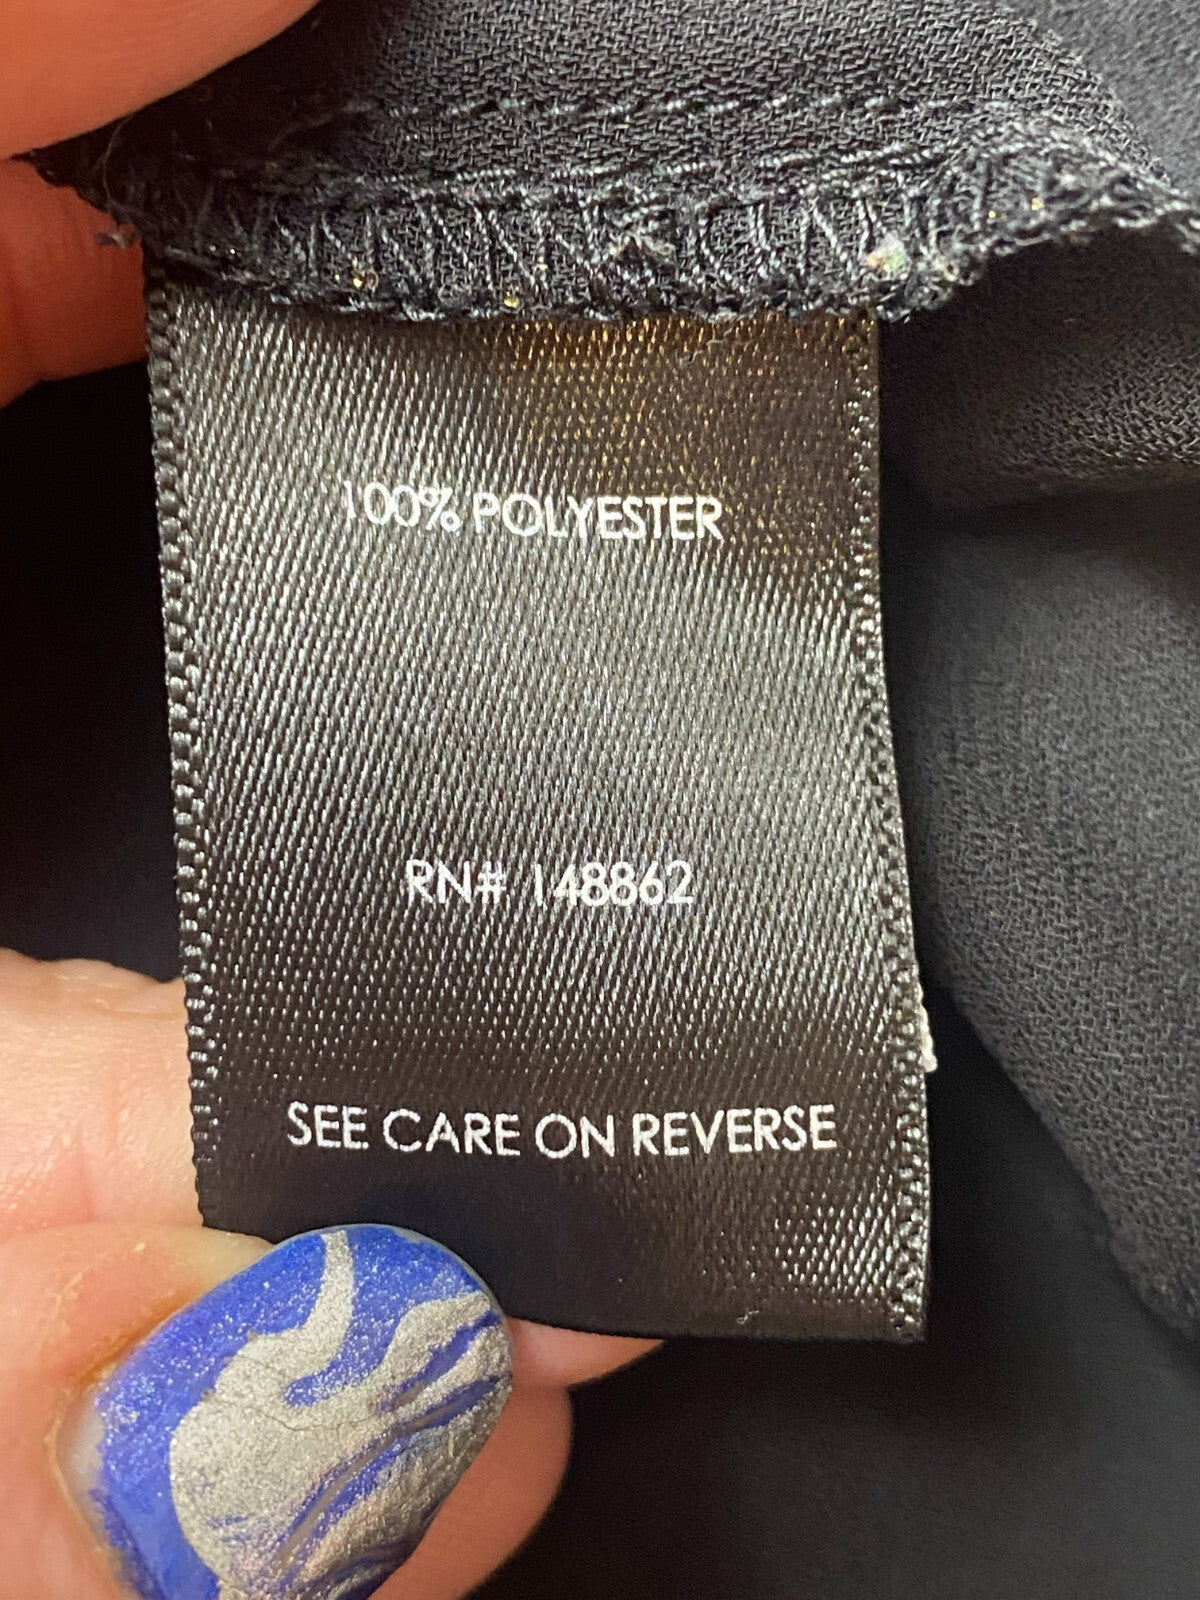 100% POLYESTER
RN# 148862
SEE CARE ON REVERSE